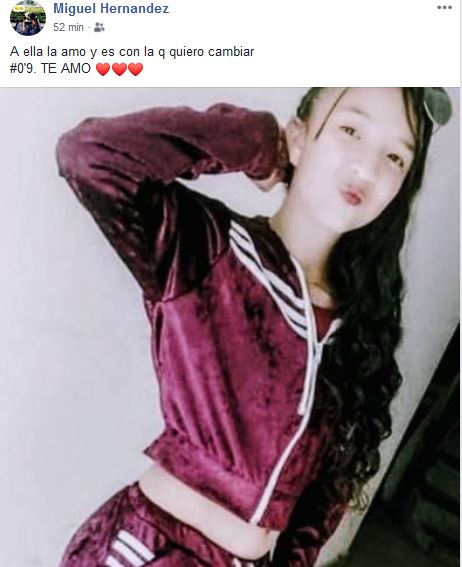 Miguel Hernandez
52 min ·
A ella la amo y es con la q quiero cambiar
#0'9. TE AMO ❤❤❤